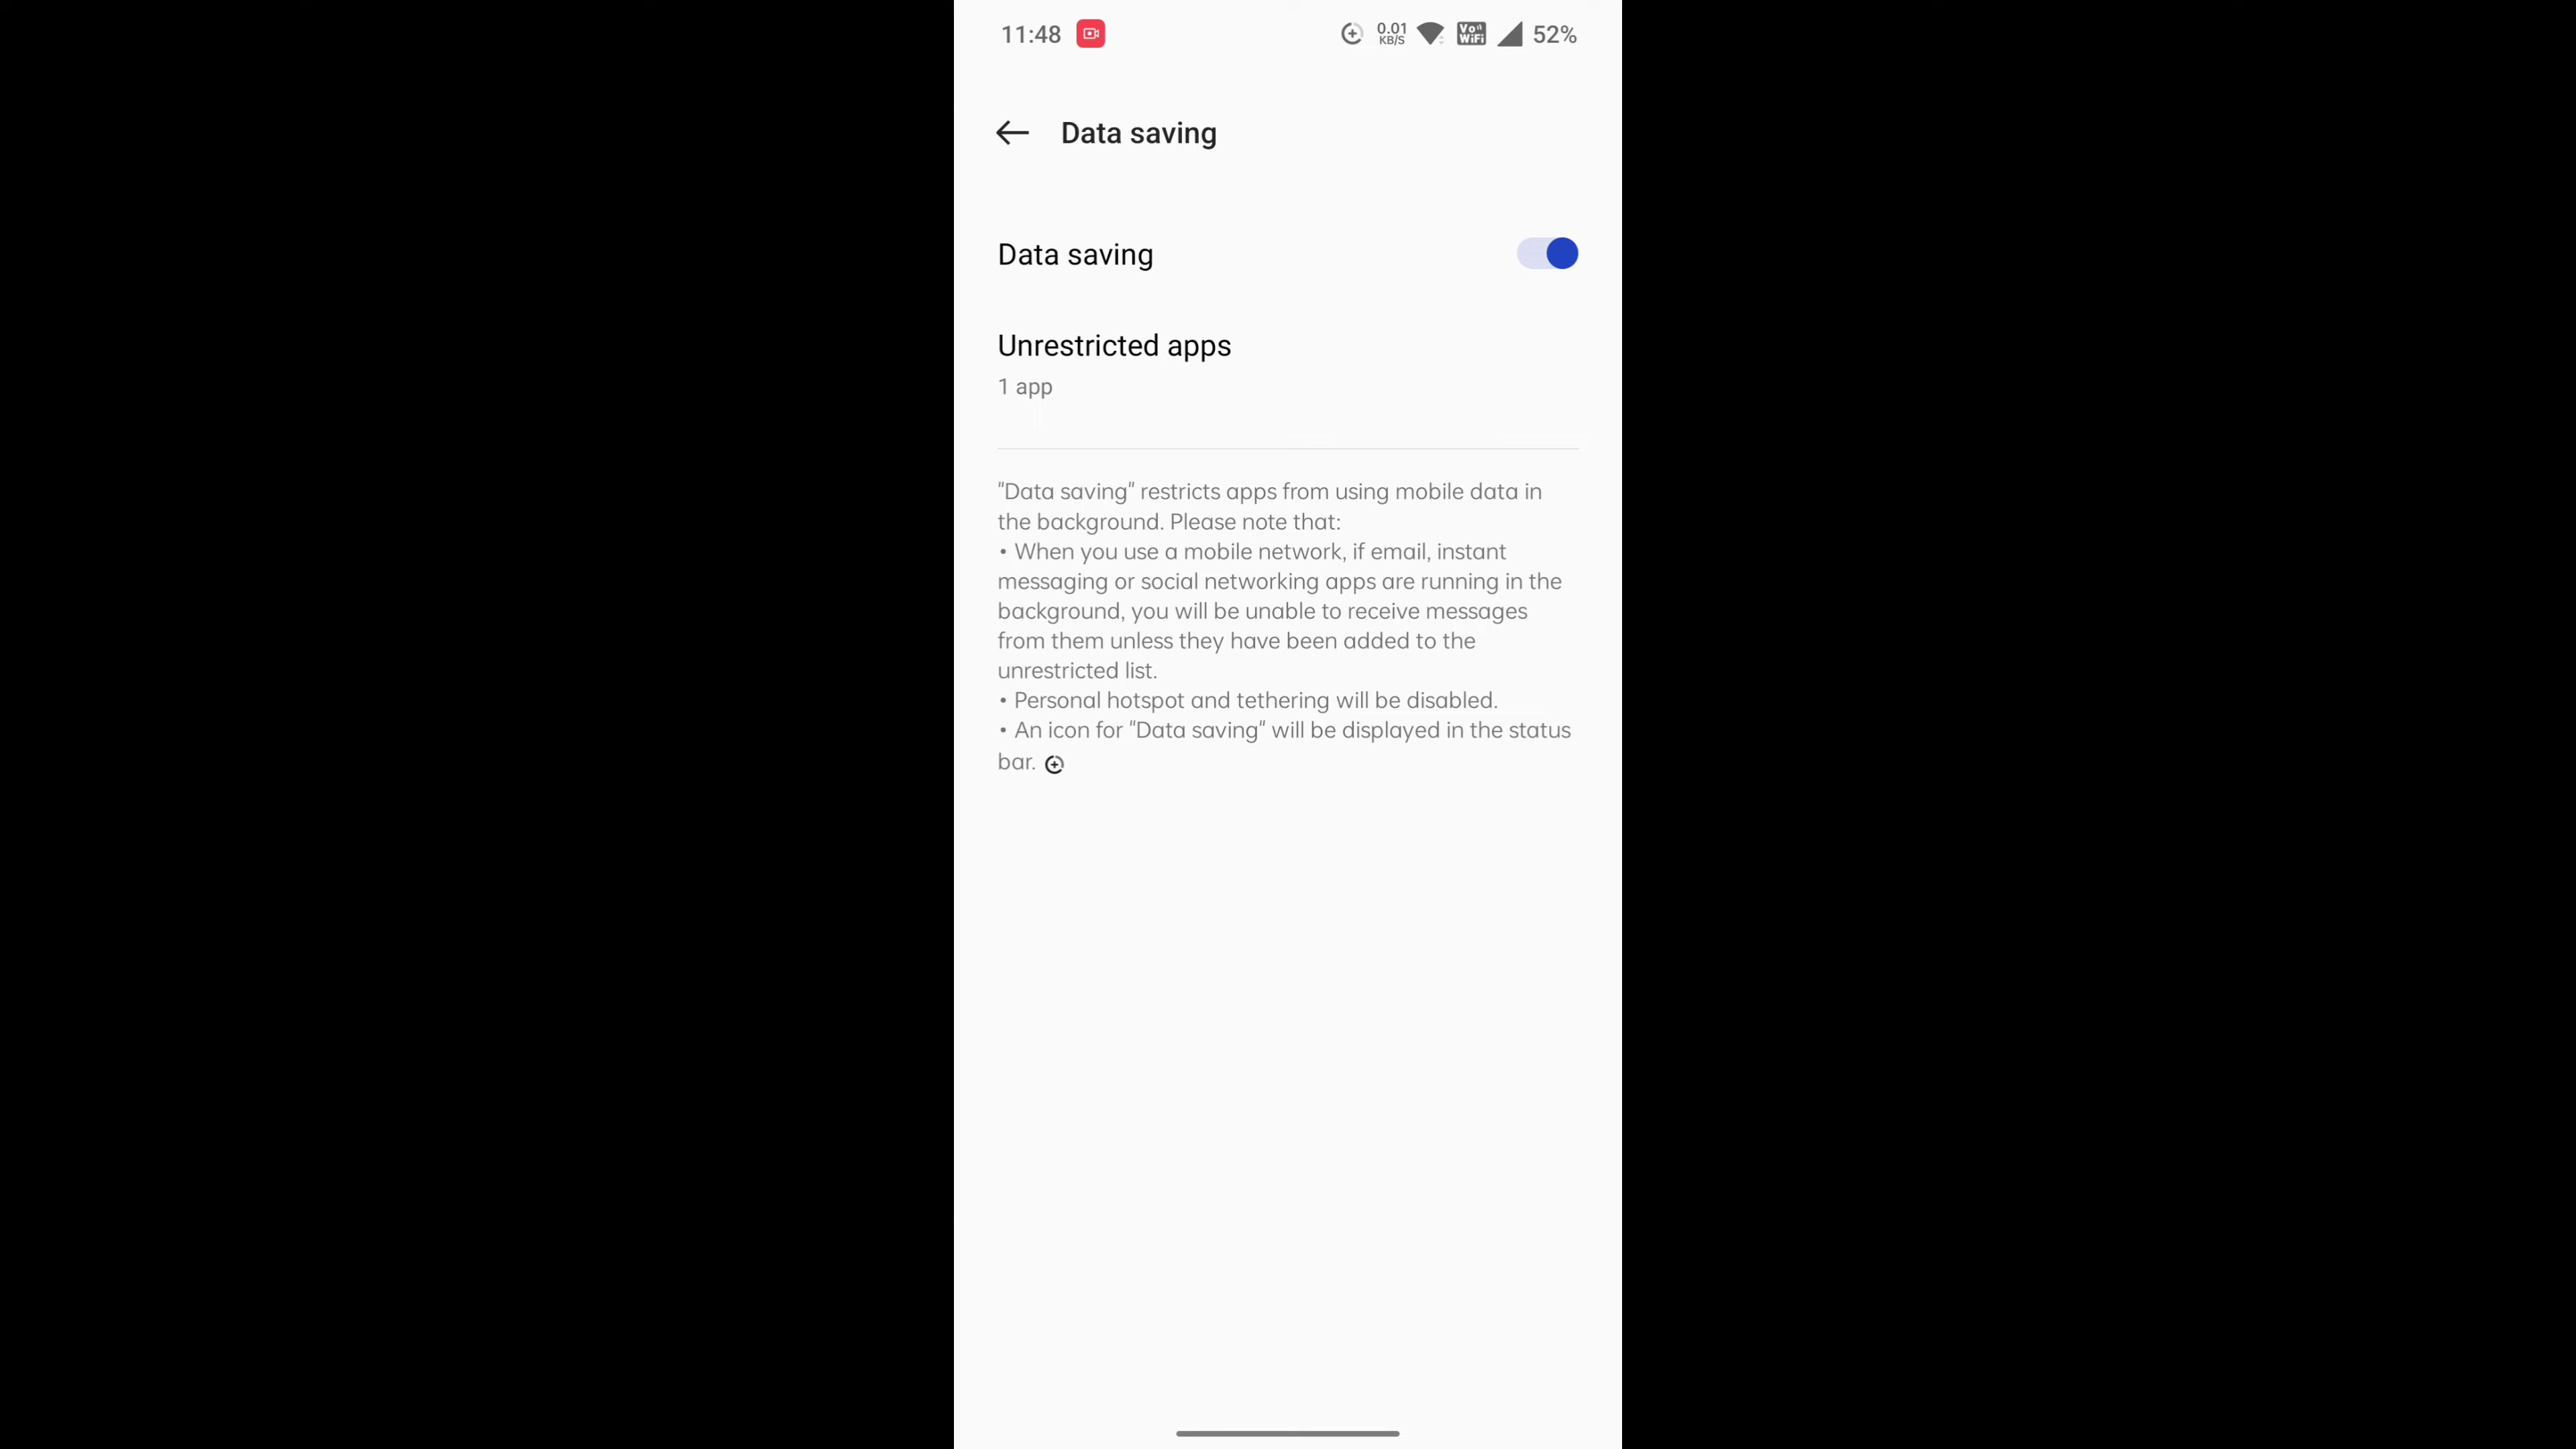 11:48 0.01 KB/S Vo WiFi 52%
Data saving
Data saving
Unrestricted apps
1 app
"Data saving" restricts apps from using mobile data in
the background. Please note that:
• When you use a mobile network, if email, instant
messaging or social networking apps are running in the
background, you will be unable to receive messages
from them unless they have been added to the
unrestricted list.
• Personal hotspot and tethering will be disabled.
• An icon for "Data saving" will be displayed in the status
bar.